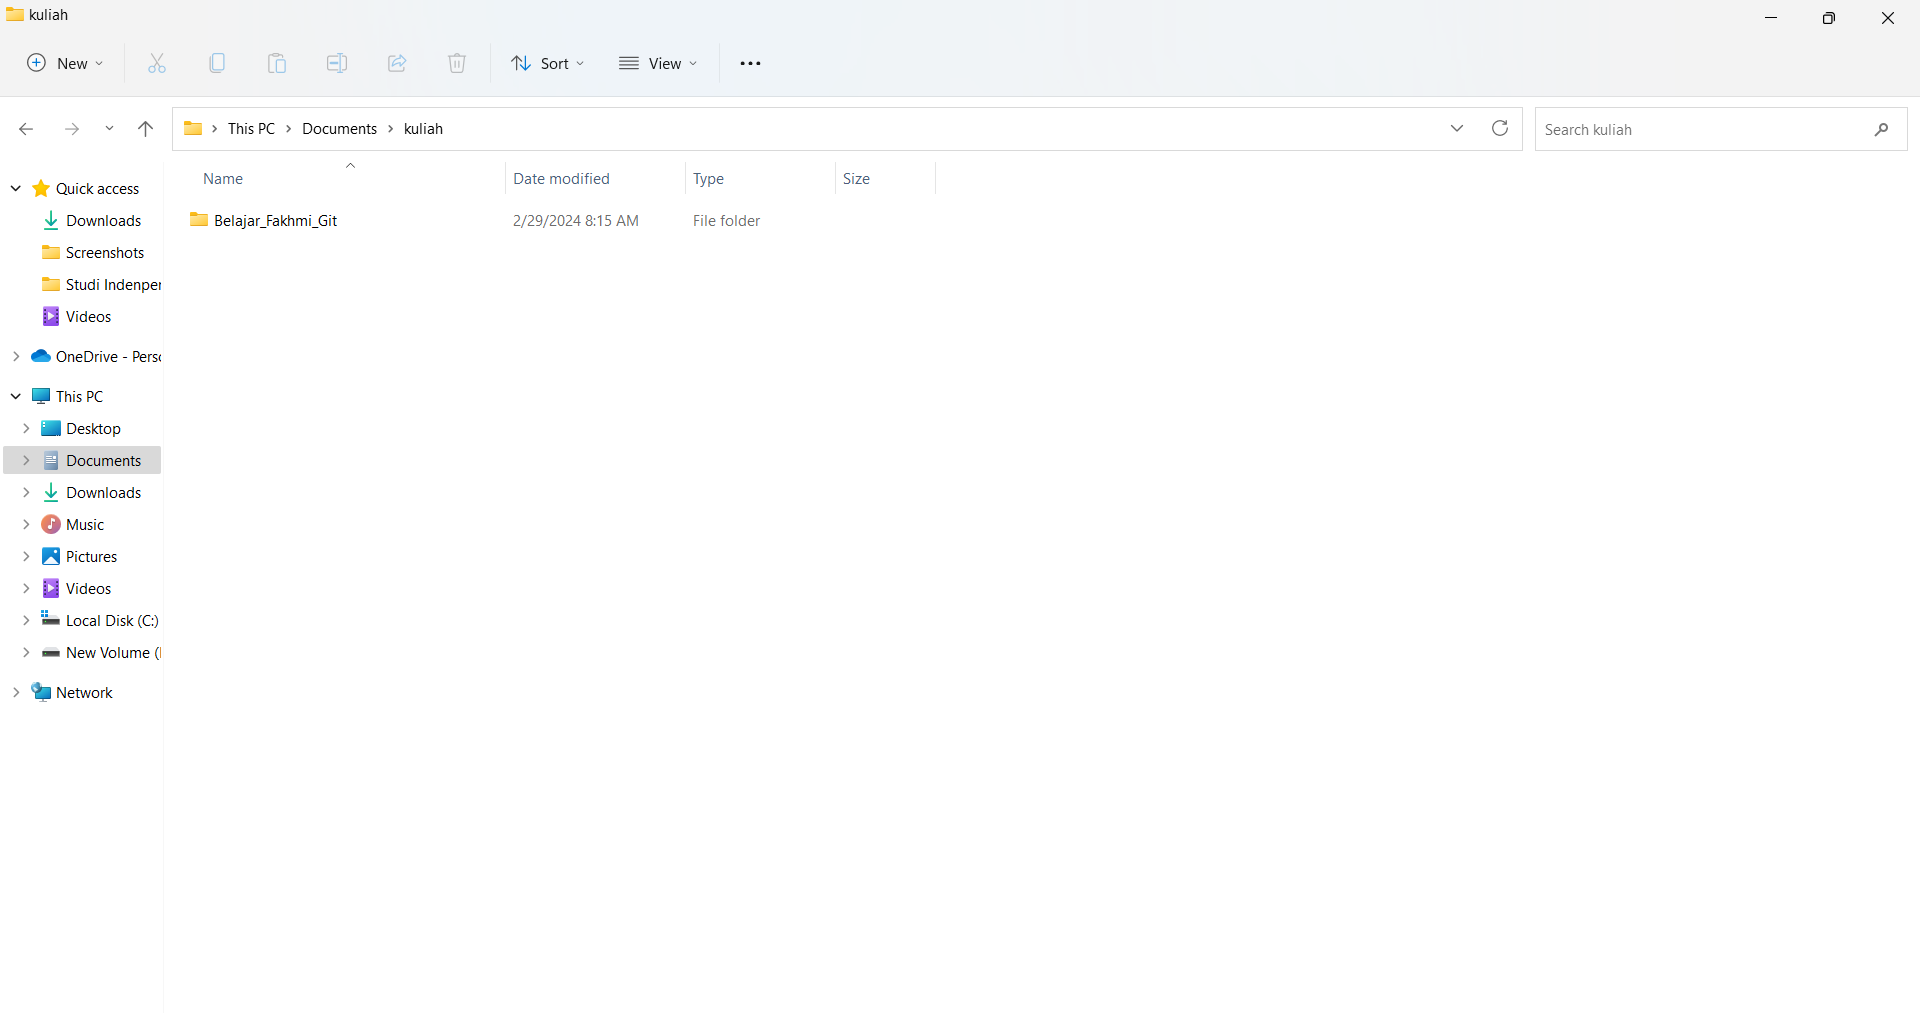 kuliah
New
Sort
View
This PC > Documents > kuliah
Search kuliah
Name
Date modified
Type
Size
Belajar_Fakhmi_Git
2/29/2024 8:15 AM
File folder
Quick access
Downloads
Screenshots
Studi Indenper
Videos
OneDrive - Perso
This PC
Desktop
Documents
Downloads
Music
Pictures
Videos
Local Disk (C:)
New Volume (
Network